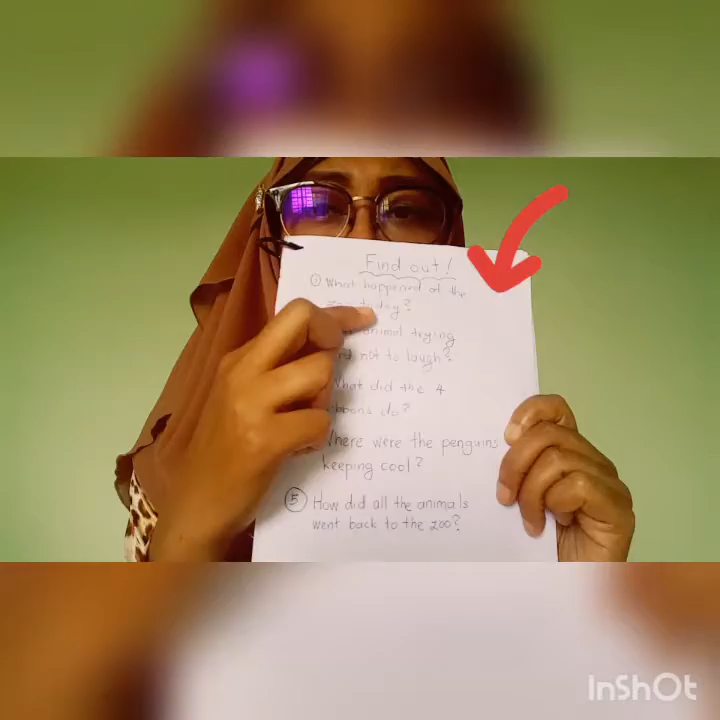 Find out!
① What happened at the
zoo today?
animal trying
not to laugh?
What did the 4
do?
Where were the penguins
keeping cool?
⑤ How did all the animals
went back to the zoo?
InShOt